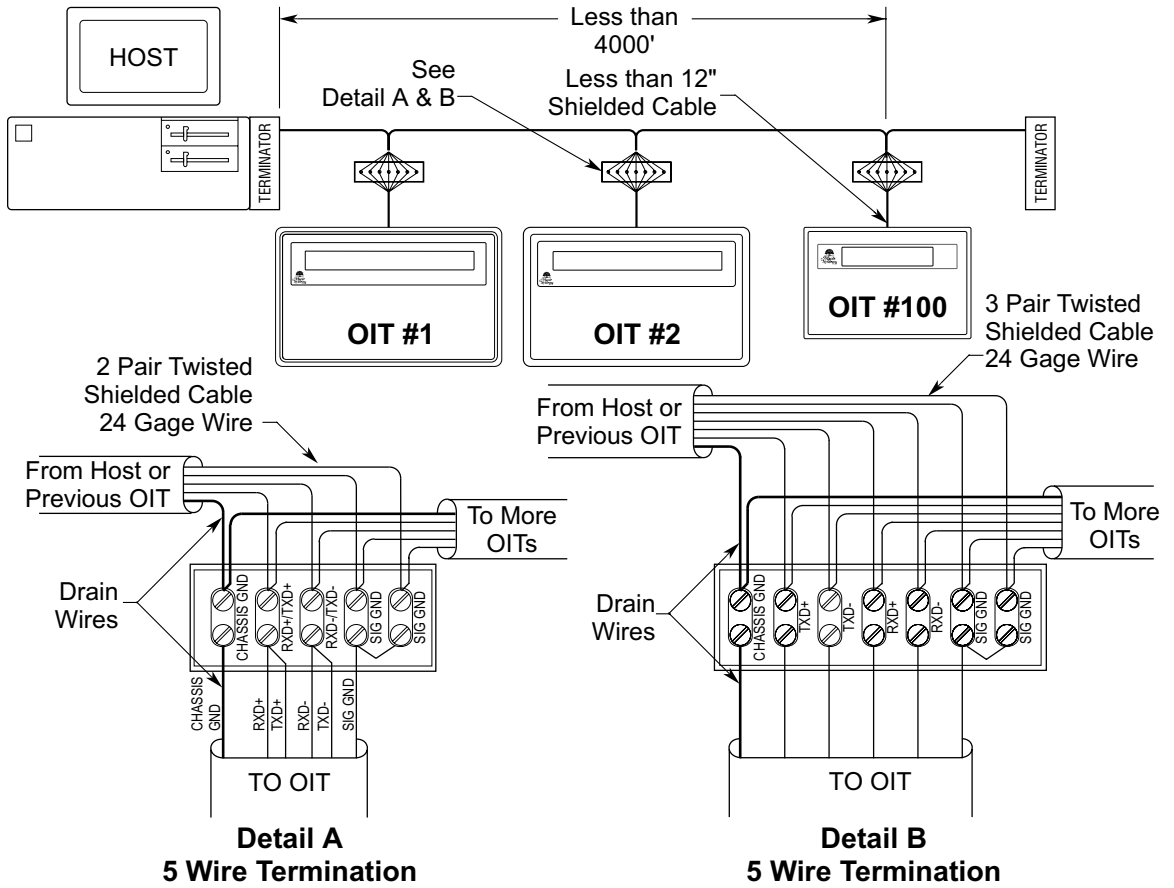 HOST
Less than
4000'
See
Detail A & B
Less than 12"
Shielded Cable
TERMINATOR
TERMINATOR
OIT #1
OIT #2
OIT #100
2 Pair Twisted
Shielded Cable
24 Gage Wire
3 Pair Twisted
Shielded Cable
24 Gage Wire
From Host or
Previous OIT
To More
OITs
Drain
Wires
CHASSIS GND
RXD+/TXD+
RXD-/TXD-
SIG GND
SIG GND
CHASSIS
GND
RXD+
TXD+
RXD-
TXD-
SIG GND
TO OIT
Detail A
5 Wire Termination
From Host or
Previous OIT
To More
OITs
Drain
Wires
CHASSIS GND
TXD+
TXD-
RXD+
RXD-
SIG GND
SIG GND
TO OIT
Detail B
5 Wire Termination